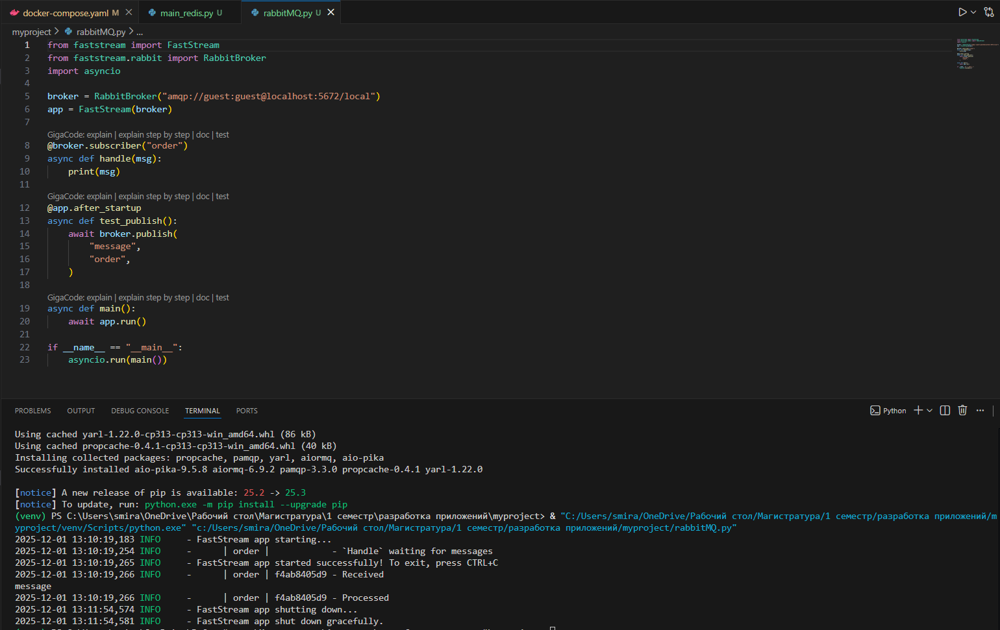 docker-compose.yaml M
main_redis.py U
rabbitMQ.py U
myproject > rabbitMQ.py > ...
1 from faststream import FastStream
2 from faststream.rabbit import RabbitBroker
3 import asyncio
4
5 broker = RabbitBroker("amqp://guest:guest@localhost:5672/local")
6 app = FastStream(broker)
7
GigaCode: explain | explain step by step | doc | test
8 @broker.subscriber("order")
9 async def handle(msg):
10     print(msg)
11
GigaCode: explain | explain step by step | doc | test
12 @app.after_startup
13 async def test_publish():
14     await broker.publish(
15         "message",
16         "order",
17     )
18
GigaCode: explain | explain step by step | doc | test
19 async def main():
20     await app.run()
21
22 if __name__ == "__main__":
23     asyncio.run(main())
PROBLEMS OUTPUT DEBUG CONSOLE TERMINAL PORTS
Python
Using cached yarl-1.22.0-cp313-cp313-win_amd64.whl (86 kB)
Using cached propcache-0.4.1-cp313-cp313-win_amd64.whl (40 kB)
Installing collected packages: propcache, pamqp, yarl, aiormq, aio-pika
Successfully installed aio-pika-9.5.8 aiormq-6.9.2 pamqp-3.3.0 propcache-0.4.1 yarl-1.22.0
[notice] A new release of pip is available: 25.2 -> 25.3
[notice] To update, run: python.exe -m pip install --upgrade pip
(venv) PS C:\Users\smira\OneDrive\Рабочий стол\Магистратура\1 семестр\разработка приложений\myproject> & "C:/Users/smira/OneDrive/Рабочий стол/Магистратура/1 семестр/разработка приложений/m
yproject/venv/Scripts/python.exe" "c:/Users/smira/OneDrive/Рабочий стол/Магистратура/1 семестр/разработка приложений/myproject/rabbitMQ.py"
2025-12-01 13:10:19,183 INFO     - FastStream app starting...
2025-12-01 13:10:19,254 INFO     -      | order |            - `Handle` waiting for messages
2025-12-01 13:10:19,265 INFO     - FastStream app started successfully! To exit, press CTRL+C
2025-12-01 13:10:19,266 INFO     -      | order | f4ab8405d9 - Received
message
2025-12-01 13:10:19,266 INFO     -      | order | f4ab8405d9 - Processed
2025-12-01 13:11:54,574 INFO     - FastStream app shutting down...
2025-12-01 13:11:54,581 INFO     - FastStream app shut down gracefully.